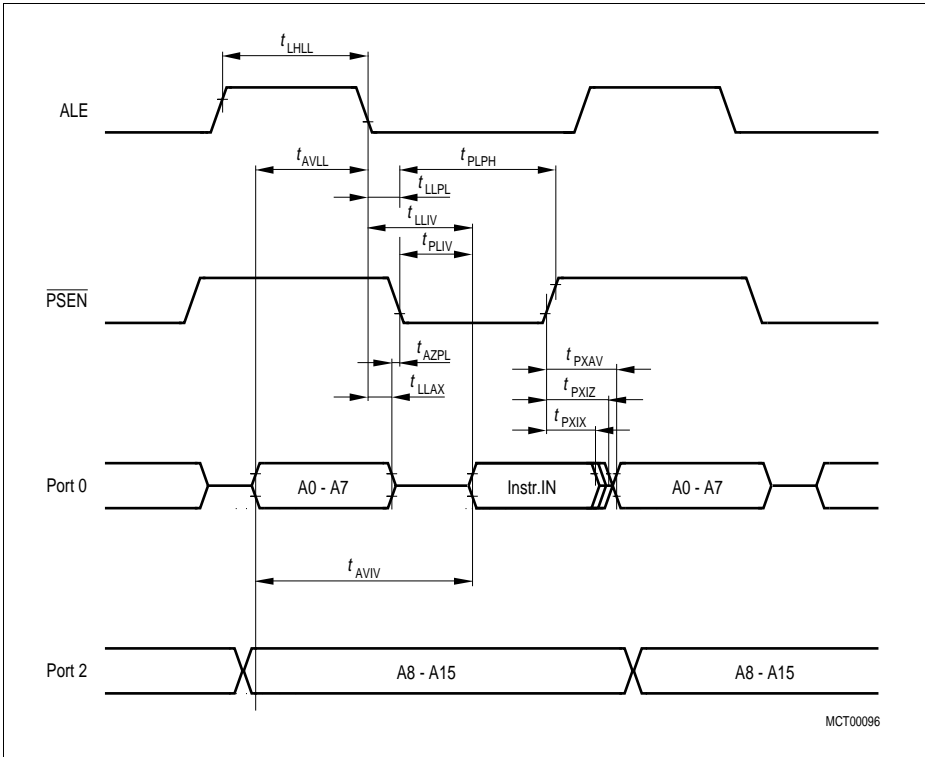 tLHLL
ALE
tAVLL
tPLPH
tLLPL
tLLIV
tPLIV
PSEN
tAZPL
tLLAX
tPXAV
tPXIZ
tPXIX
Port 0
A0 - A7
Instr.IN
A0 - A7
tAVIV
Port 2
A8 - A15
A8 - A15
MCT00096